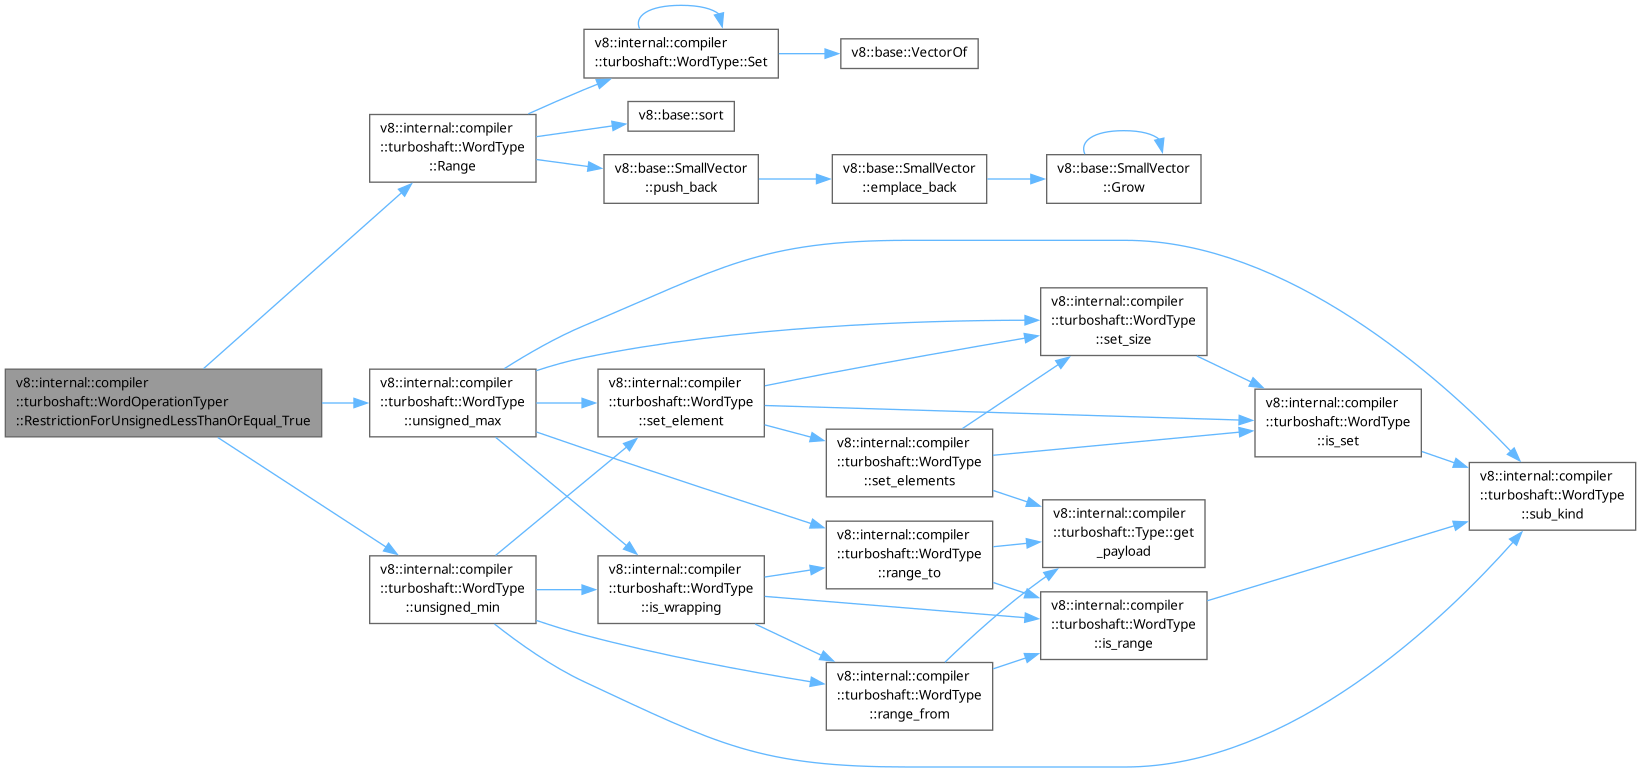 v8::internal::compiler
::turboshaft::WordOperationTyper
::RestrictionForUnsignedLessThanOrEqual_True
v8::internal::compiler
::turboshaft::WordType
::Range
v8::internal::compiler
::turboshaft::WordType::Set
v8::base::VectorOf
v8::base::sort
v8::base::SmallVector
::push_back
v8::base::SmallVector
::emplace_back
v8::base::SmallVector
::Grow
v8::internal::compiler
::turboshaft::WordType
::unsigned_max
v8::internal::compiler
::turboshaft::WordType
::set_element
v8::internal::compiler
::turboshaft::WordType
::set_size
v8::internal::compiler
::turboshaft::WordType
::is_set
v8::internal::compiler
::turboshaft::WordType
::set_elements
v8::internal::compiler
::turboshaft::WordType
::sub_kind
v8::internal::compiler
::turboshaft::Type::get
_payload
v8::internal::compiler
::turboshaft::WordType
::range_to
v8::internal::compiler
::turboshaft::WordType
::unsigned_min
v8::internal::compiler
::turboshaft::WordType
::is_wrapping
v8::internal::compiler
::turboshaft::WordType
::is_range
v8::internal::compiler
::turboshaft::WordType
::range_from